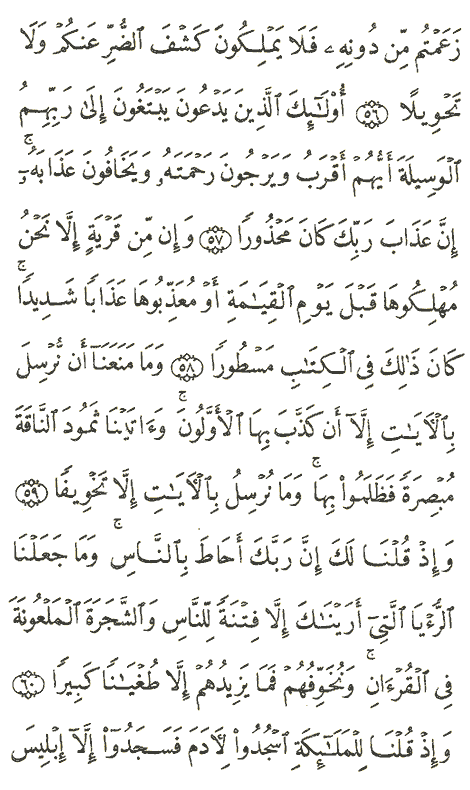 زَعَمۡتُم مِّن دُونِهِۦ فَلَا يَمۡلِكُونَ كَشۡفَ ٱلضُّرِّ عَنكُمۡ وَلَا
تَحۡوِيلًا ٥٦ أُوْلَٰٓئِكَ ٱلَّذِينَ يَدۡعُونَ يَبۡتَغُونَ إِلَىٰ رَبِّهِمُ
ٱلۡوَسِيلَةَ أَيُّهُمۡ أَقۡرَبُ وَيَرۡجُونَ رَحۡمَتَهُۥ وَيَخَافُونَ عَذَابَهُۥٓۚ
إِنَّ عَذَابَ رَبِّكَ كَانَ مَحۡذُورٗا ٥٧ وَإِن مِّن قَرۡيَةٍ إِلَّا نَحۡنُ
مُهۡلِكُوهَا قَبۡلَ يَوۡمِ ٱلۡقِيَٰمَةِ أَوۡ مُعَذِّبُوهَا عَذَابٗا شَدِيدٗاۚ
كَانَ ذَٰلِكَ فِي ٱلۡكِتَٰبِ مَسۡطُورٗا ٥٨ وَمَا مَنَعَنَآ أَن نُّرۡسِلَ
بِٱلۡأٓيَٰتِ إِلَّآ أَن كَذَّبَ بِهَا ٱلۡأَوَّلُونَۚ وَءَاتَيۡنَا ثَمُودَ ٱلنَّاقَةَ
مُبۡصِرَةٗ فَظَلَمُواْ بِهَاۚ وَمَا نُرۡسِلُ بِٱلۡأٓيَٰتِ إِلَّا تَخۡوِيفٗا ٥٩
وَإِذۡ قُلۡنَا لَكَ إِنَّ رَبَّكَ أَحَاطَ بِٱلنَّاسِۚ وَمَا جَعَلۡنَا
ٱلرُّءۡيَا ٱلَّتِيٓ أَرَيۡنَٰكَ إِلَّا فِتۡنَةٗ لِّلنَّاسِ وَٱلشَّجَرَةَ ٱلۡمَلۡعُونَةَ
فِي ٱلۡقُرۡءَانِۚ وَنُخَوِّفُهُمۡ فَمَا يَزِيدُهُمۡ إِلَّا طُغۡيَٰنٗا كَبِيرٗا ٦٠
وَإِذۡ قُلۡنَا لِلۡمَلَٰٓئِكَةِ ٱسۡجُدُواْ لِأٓدَمَ فَسَجَدُوٓاْ إِلَّآ إِبۡلِيسَ